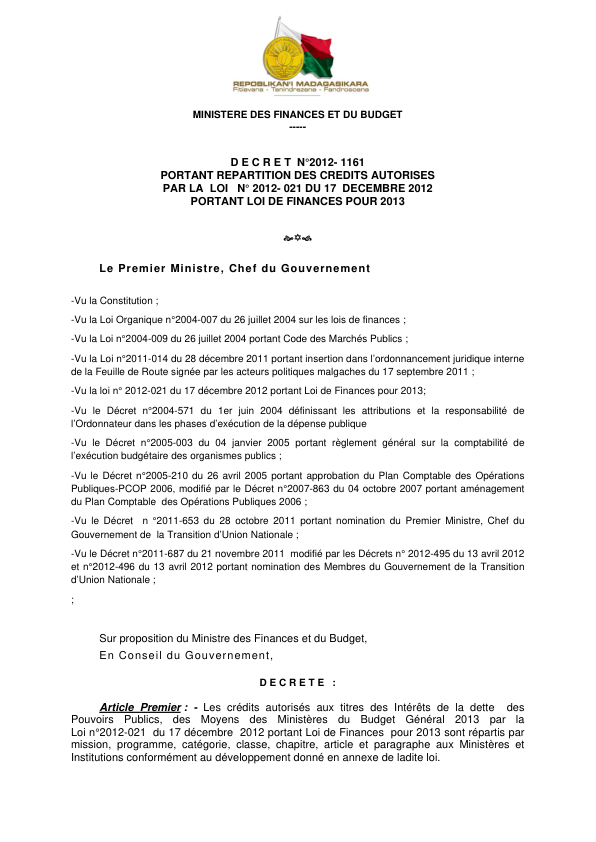 REPOBLIKAN'I MADAGASIKARA
Fitiavana - Tanindrazana - Fandrosoana
MINISTERE DES FINANCES ET DU BUDGET
-----
D E C R E T  N°2012- 1161
PORTANT REPARTITION DES CREDITS AUTORISES
PAR LA  LOI  N° 2012- 021 DU 17  DECEMBRE 2012
PORTANT LOI DE FINANCES POUR 2013
Le Premier Ministre, Chef du Gouvernement
-Vu la Constitution ;
-Vu la Loi Organique n°2004-007 du 26 juillet 2004 sur les lois de finances ;
-Vu la Loi n°2004-009 du 26 juillet 2004 portant Code des Marchés Publics ;
-Vu la Loi n°2011-014 du 28 décembre 2011 portant insertion dans l'ordonnancement juridique interne
de la Feuille de Route signée par les acteurs politiques malgaches du 17 septembre 2011 ;
-Vu la loi n° 2012-021 du 17 décembre 2012 portant Loi de Finances pour 2013;
-Vu le Décret n°2004-571 du 1er juin 2004 définissant les attributions et la responsabilité de
l'Ordonnateur dans les phases d'exécution de la dépense publique
-Vu le Décret n°2005-003 du 04 janvier 2005 portant règlement général sur la comptabilité de
l'exécution budgétaire des organismes publics ;
-Vu le Décret n°2005-210 du 26 avril 2005 portant approbation du Plan Comptable des Opérations
Publiques-PCOP 2006, modifié par le Décret n°2007-863 du 04 octobre 2007 portant aménagement
du Plan Comptable  des Opérations Publiques 2006 ;
-Vu le Décret  n °2011-653 du 28 octobre 2011 portant nomination du Premier Ministre, Chef du
Gouvernement de  la Transition d'Union Nationale ;
-Vu le Décret n°2011-687 du 21 novembre 2011  modifié par les Décrets n° 2012-495 du 13 avril 2012
et n°2012-496 du 13 avril 2012 portant nomination des Membres du Gouvernement de la Transition
d'Union Nationale ;
;
Sur proposition du Ministre des Finances et du Budget,
En Conseil du Gouvernement,
D E C R E T E  :
Article Premier : - Les crédits autorisés aux titres des Intérêts de la dette  des
Pouvoirs Publics, des Moyens des Ministères du Budget Général 2013 par la
Loi n°2012-021  du 17 décembre  2012 portant Loi de Finances  pour 2013 sont répartis par
mission, programme, catégorie, classe, chapitre, article et paragraphe aux Ministères et
Institutions conformément au développement donné en annexe de ladite loi.